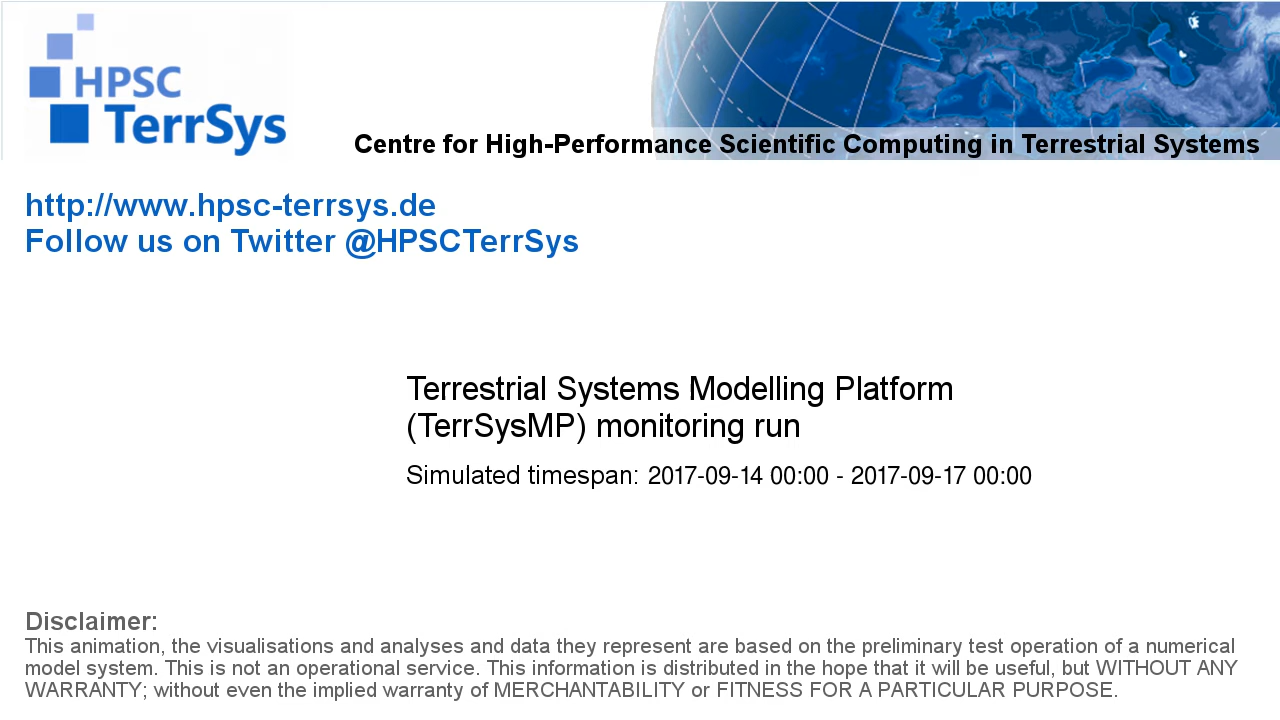 HPSC
TerrSys
Centre for High-Performance Scientific Computing in Terrestrial Systems
http://www.hpsc-terrsys.de
Follow us on Twitter @HPSCTerrSys
Terrestrial Systems Modelling Platform
(TerrSysMP) monitoring run
Simulated timespan: 2017-09-14 00:00 - 2017-09-17 00:00
Disclaimer:
This animation, the visualisations and analyses and data they represent are based on the preliminary test operation of a numerical
model system. This is not an operational service. This information is distributed in the hope that it will be useful, but WITHOUT ANY
WARRANTY; without even the implied warranty of MERCHANTABILITY or FITNESS FOR A PARTICULAR PURPOSE.